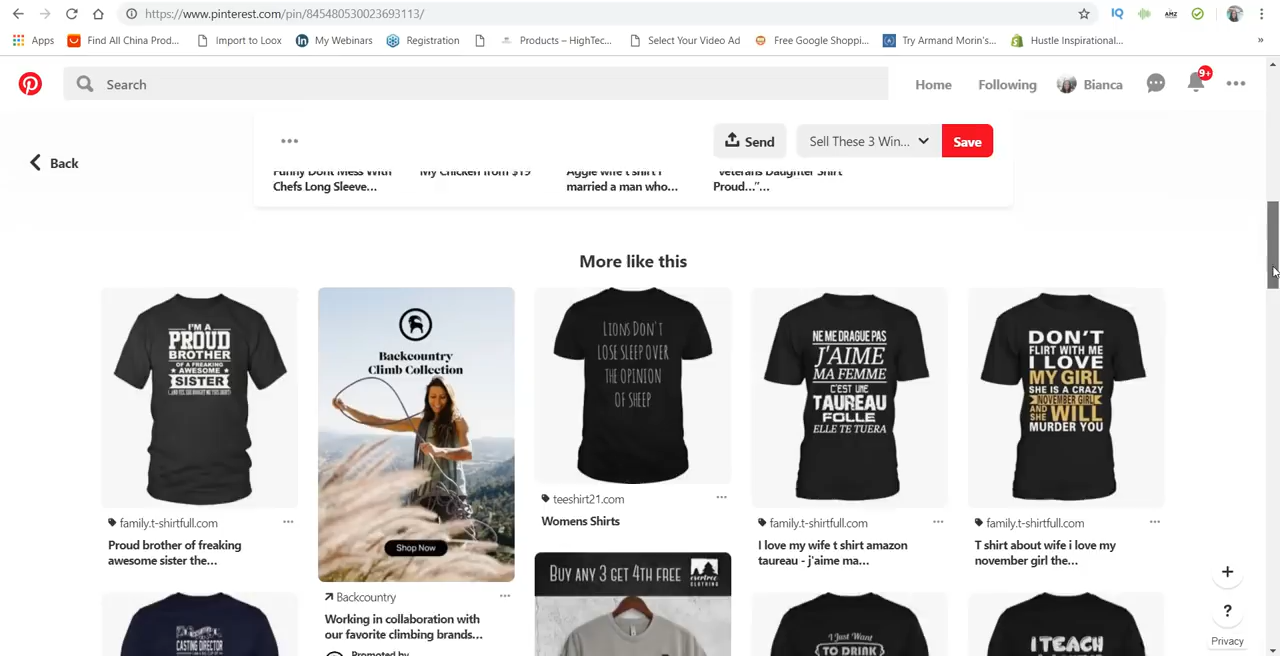 https://www.pinterest.com/pin/845480530023693113/
Apps
Find All China Prod...
Import to Loox
My Webinars
Registration
Products – HighTec...
Select Your Video Ad
Free Google Shoppi...
Try Armand Morin's...
Hustle Inspirational...
»
Search
Home
Following
Bianca
9+
Back
Send
Sell These 3 Win...
Save
Funny Dont Mess With
Chefs Long Sleeve...
My Chicken from $19
Aggie wife t shirt i
married a man who...
"Veterans Daughter Shirt
Proud..."...
More like this
I'M A
PROUD
BROTHER
OF A FREAKING
AWESOME
SISTER
family.t-shirtfull.com
Proud brother of freaking
awesome sister the...
Backcountry
Climb Collection
Shop Now
Backcountry
Working in collaboration with
our favorite climbing brands...
Promoted by
LIONS DON'T
LOSE SLEEP OVER
THE OPINION
OF SHEEP
teeshirt21.com
Womens Shirts
BUY ANY 3 GET 4TH FREE
evertree
CLOTHING
NE ME DRAGUE PAS
J'AIME
MA FEMME
C'EST UNE
TAUREAU
FOLLE
ELLE TE TUERA
family.t-shirtfull.com
I love my wife t shirt amazon
taureau - j'aime ma...
DON'T
FLIRT WITH ME
I LOVE
MY GIRL
SHE IS A CRAZY
NOVEMBER GIRL
AND SHE WILL
MURDER YOU
family.t-shirtfull.com
T shirt about wife i love my
november girl the...
CASTING
DIRECTOR
I Just Want
TO DRINK
I TEACH
+
?
Privacy